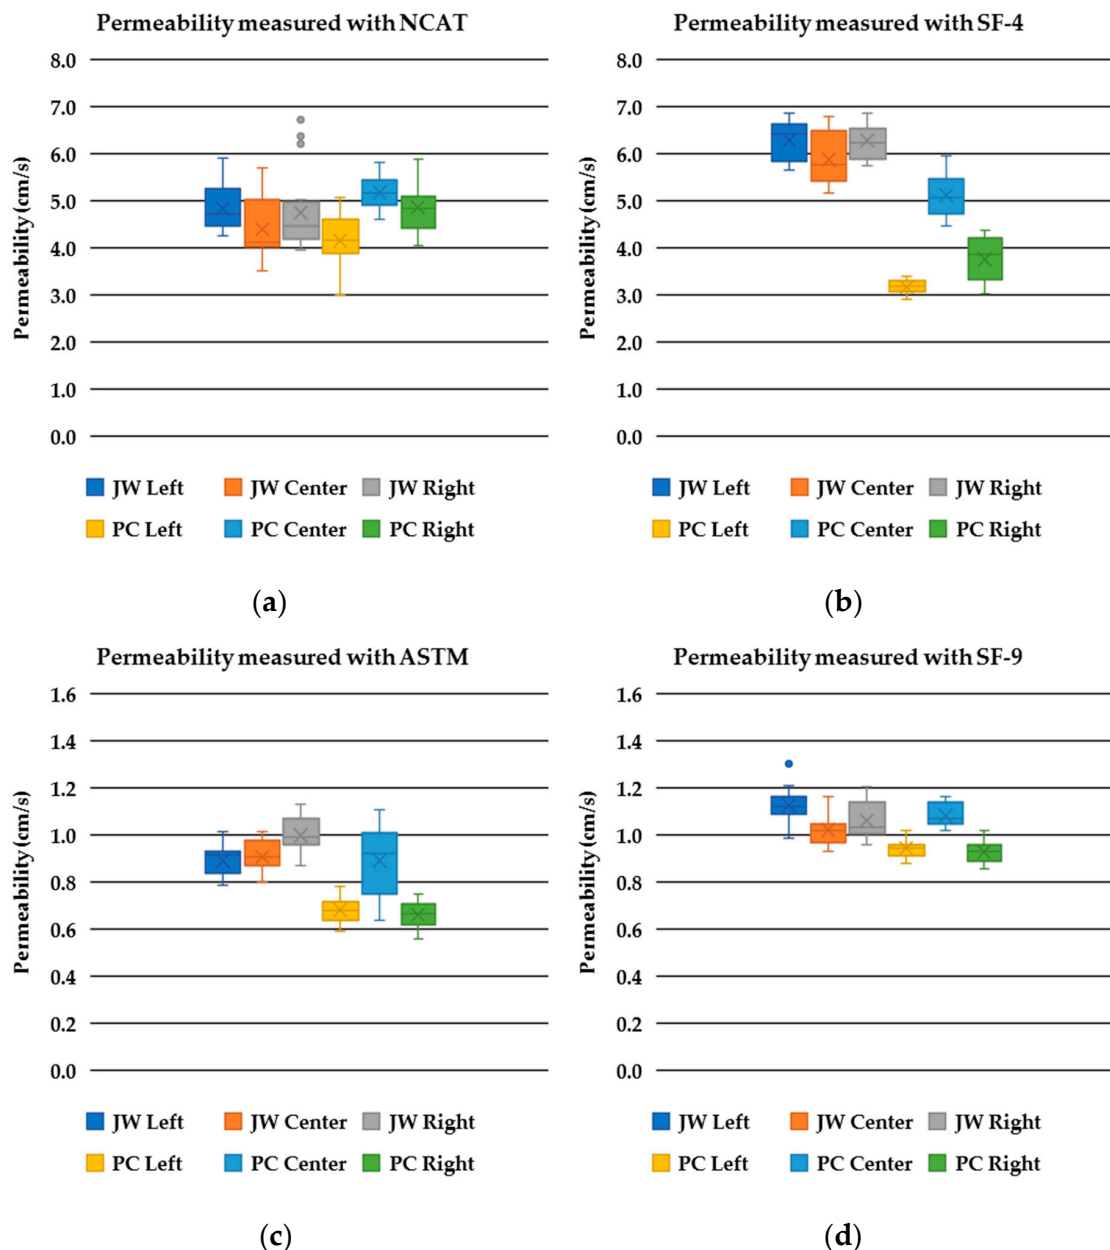 Permeability measured with NCAT
Permeability (cm/s)
8.0
7.0
6.0
5.0
4.0
3.0
2.0
1.0
0.0
JW Left JW Center JW Right
PC Left PC Center PC Right
(a)
Permeability measured with SF-4
Permeability (cm/s)
8.0
7.0
6.0
5.0
4.0
3.0
2.0
1.0
0.0
JW Left JW Center JW Right
PC Left PC Center PC Right
(b)
Permeability measured with ASTM
Permeability (cm/s)
1.6
1.4
1.2
1.0
0.8
0.6
0.4
0.2
0.0
JW Left JW Center JW Right
PC Left PC Center PC Right
(c)
Permeability measured with SF-9
Permeability (cm/s)
1.6
1.4
1.2
1.0
0.8
0.6
0.4
0.2
0.0
JW Left JW Center JW Right
PC Left PC Center PC Right
(d)